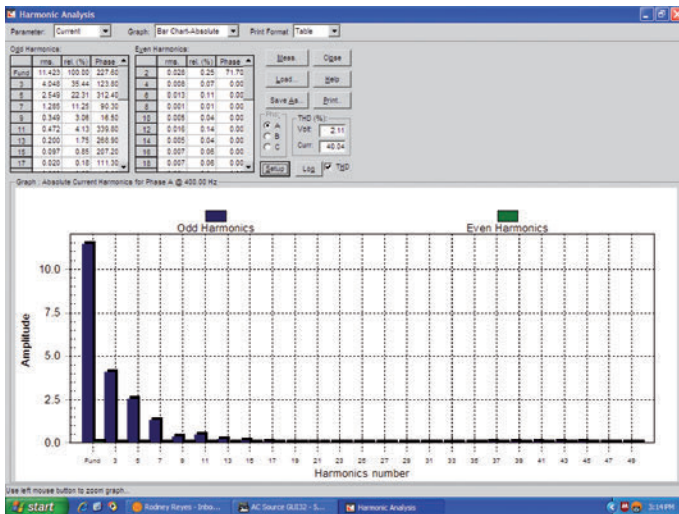 Harmonic Analysis
Parameter: Current Graph: Bar Chart-Absolute Print Format: Table
Odd Harmonics: Even Harmonics:
rms. rel. (%) Phase rms. rel. (%) Phase
Fund 11.423 100.00 227.60 2 0.028 0.25 71.70
3 4.048 35.44 123.80 4 0.008 0.07 0.00
5 2.549 22.31 312.40 6 0.013 0.11 0.00
7 1.285 11.25 90.30 8 0.001 0.01 0.00
9 0.349 3.06 16.50 10 0.005 0.04 0.00
11 0.472 4.13 339.80 12 0.016 0.14 0.00
13 0.200 1.75 266.90 14 0.005 0.04 0.00
15 0.097 0.85 207.20 16 0.007 0.06 0.00
17 0.020 0.18 111.30 18 0.007 0.06 0.00
Meas. Close
Load... Help
Save As... Print...
A
B
C
THD (%):
Volt: 2.11
Curr: 40.04
Setup Log THD
Graph : Absolute Current Harmonics for Phase A @ 400.00 Hz
Odd Harmonics Even Harmonics
Amplitude
10.0
7.5
5.0
2.5
0.0
Fund 3 5 7 9 11 13 15 17 19 21 23 25 27 29 31 33 35 37 39 41 43 45 47 49
Harmonics number
Use left mouse button to zoom graph...
start Rodney Reyes - Inbo... AC Source GUI32 - S... Harmonic Analysis 3:14 PM